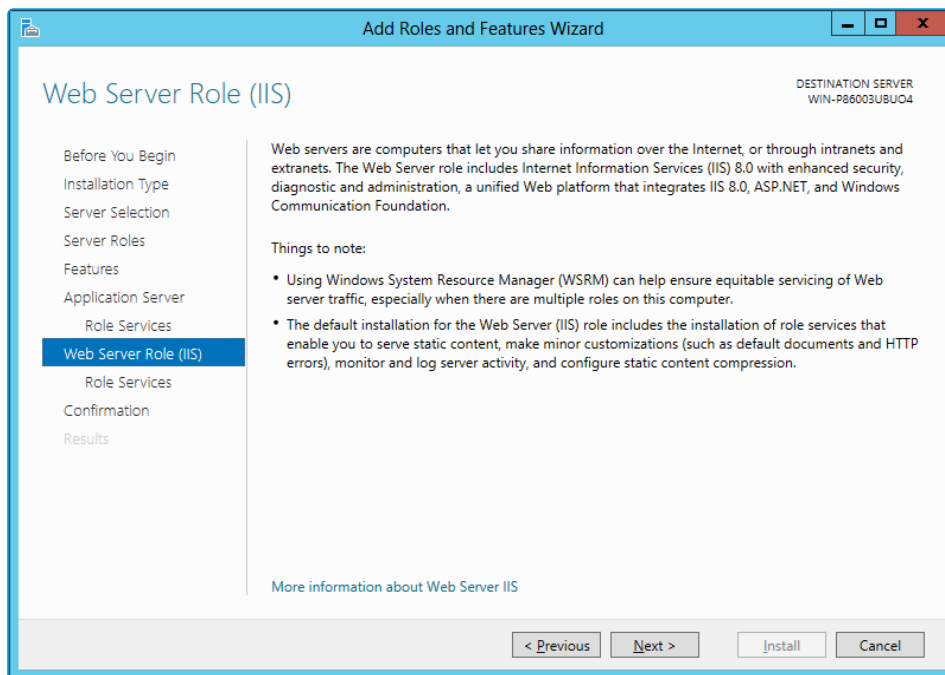 Add Roles and Features Wizard
Web Server Role (IIS)
DESTINATION SERVER
WIN-P86003UBUO4
Before You Begin
Installation Type
Server Selection
Server Roles
Features
Application Server
Role Services
Web Server Role (IIS)
Role Services
Confirmation
Results
Web servers are computers that let you share information over the Internet, or through intranets and
extranets. The Web Server role includes Internet Information Services (IIS) 8.0 with enhanced security,
diagnostic and administration, a unified Web platform that integrates IIS 8.0, ASP.NET, and Windows
Communication Foundation.
Things to note:
• Using Windows System Resource Manager (WSRM) can help ensure equitable servicing of Web
server traffic, especially when there are multiple roles on this computer.
• The default installation for the Web Server (IIS) role includes the installation of role services that
enable you to serve static content, make minor customizations (such as default documents and HTTP
errors), monitor and log server activity, and configure static content compression.
More information about Web Server IIS
< Previous
Next >
Install
Cancel